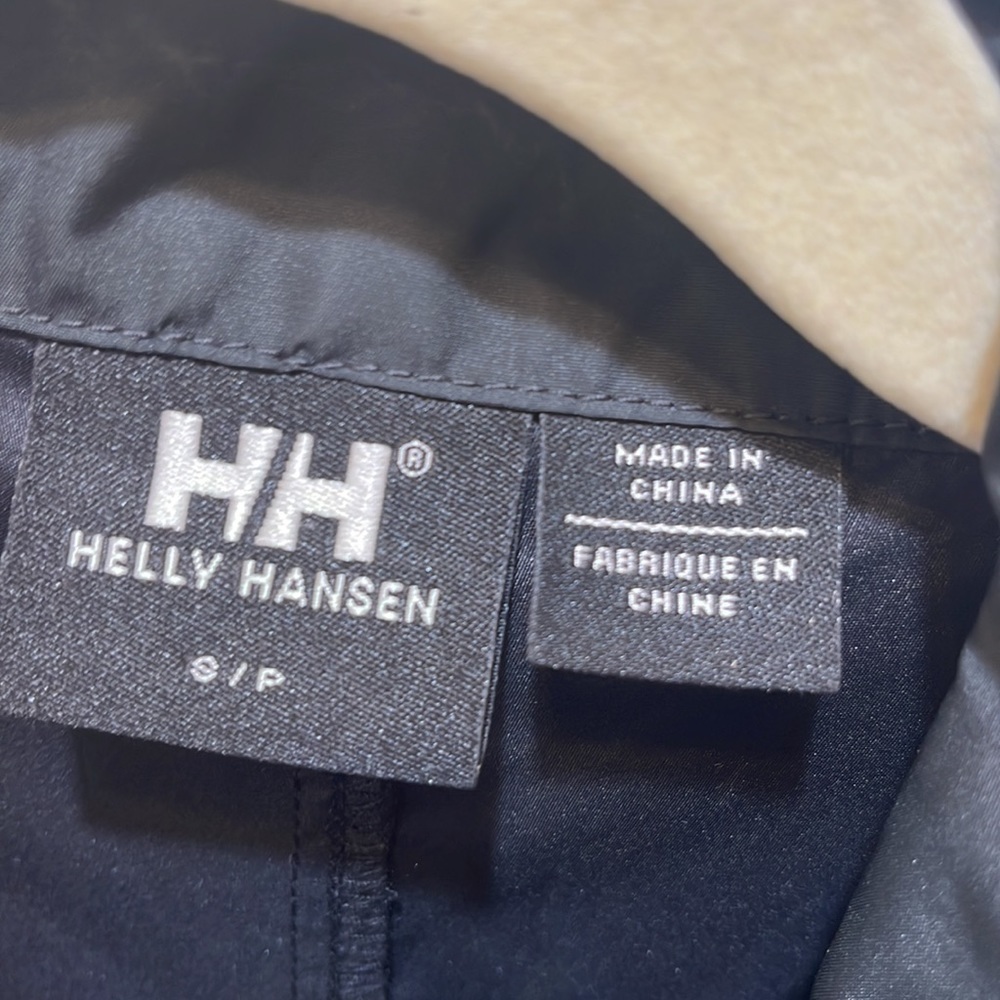 HH®
HELLY HANSEN
S/P
MADE IN
CHINA
FABRIQUE EN
CHINE